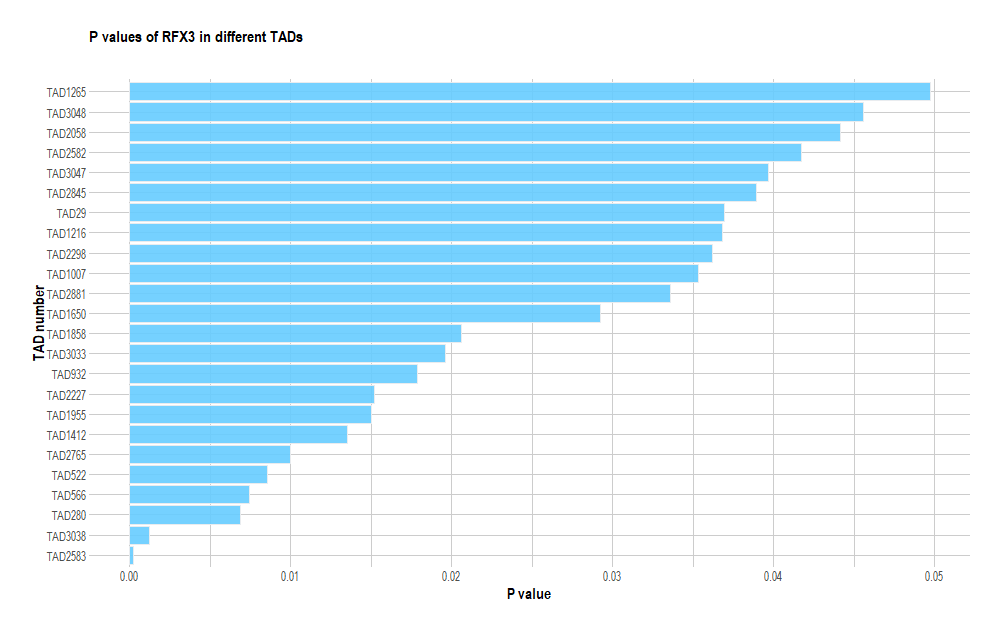 P values of RFX3 in different TADs
TAD number
TAD1265
TAD3048
TAD2058
TAD2582
TAD3047
TAD2845
TAD29
TAD1216
TAD2298
TAD1007
TAD2881
TAD1650
TAD1858
TAD3033
TAD932
TAD2227
TAD1955
TAD1412
TAD2765
TAD522
TAD566
TAD280
TAD3038
TAD2583
0.00 0.01 0.02 0.03 0.04 0.05
P value